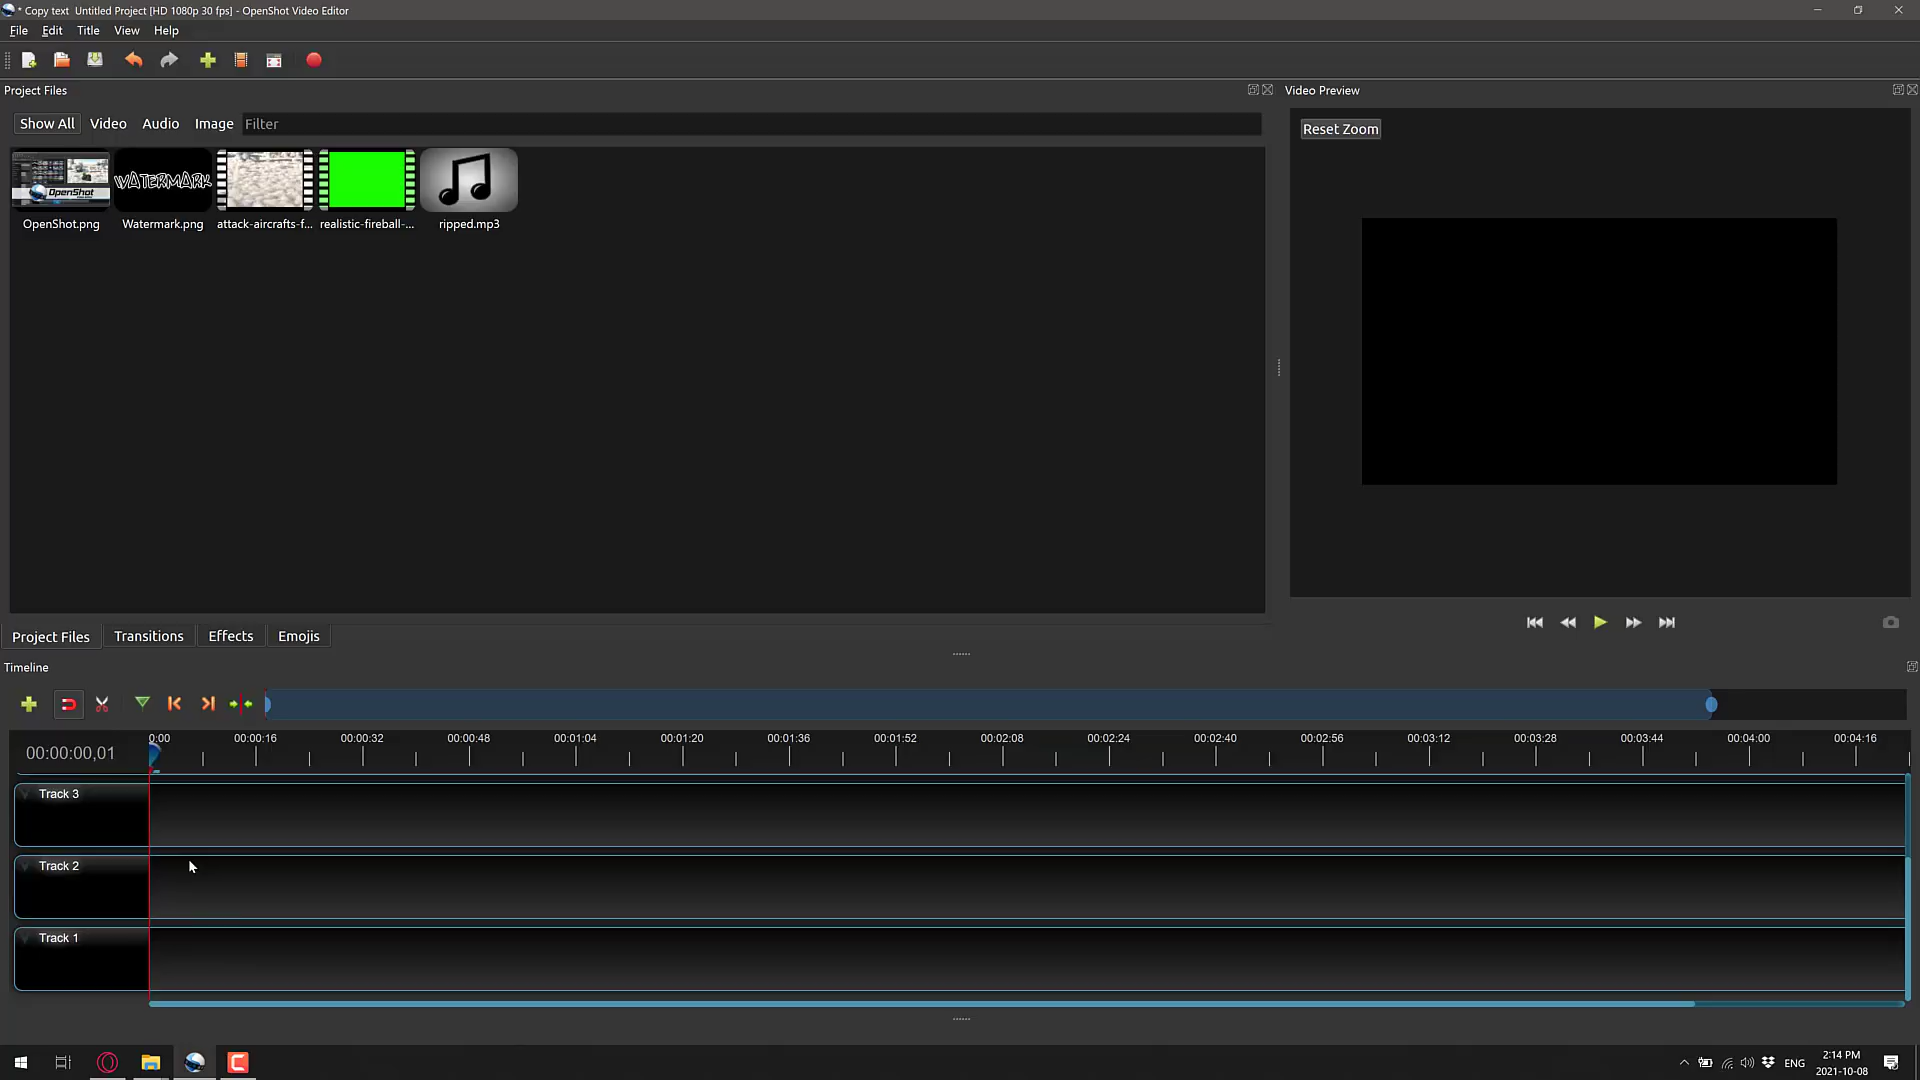 * Copy text  Untitled Project [HD 1080p 30 fps] - OpenShot Video Editor
File Edit Title View Help
Project Files
Video Preview
Show All Video Audio Image Filter
Reset Zoom
OpenShot
WATERMARK
OpenShot.png Watermark.png attack-aircrafts-f... realistic-fireball-... ripped.mp3
Project Files Transitions Effects Emojis
Timeline
00:00:00,01
0:00 00:00:16 00:00:32 00:00:48 00:01:04 00:01:20 00:01:36 00:01:52 00:02:08 00:02:24 00:02:40 00:02:56 00:03:12 00:03:28 00:03:44 00:04:00 00:04:16
Track 3
Track 2
Track 1
ENG
2:14 PM
2021-10-08